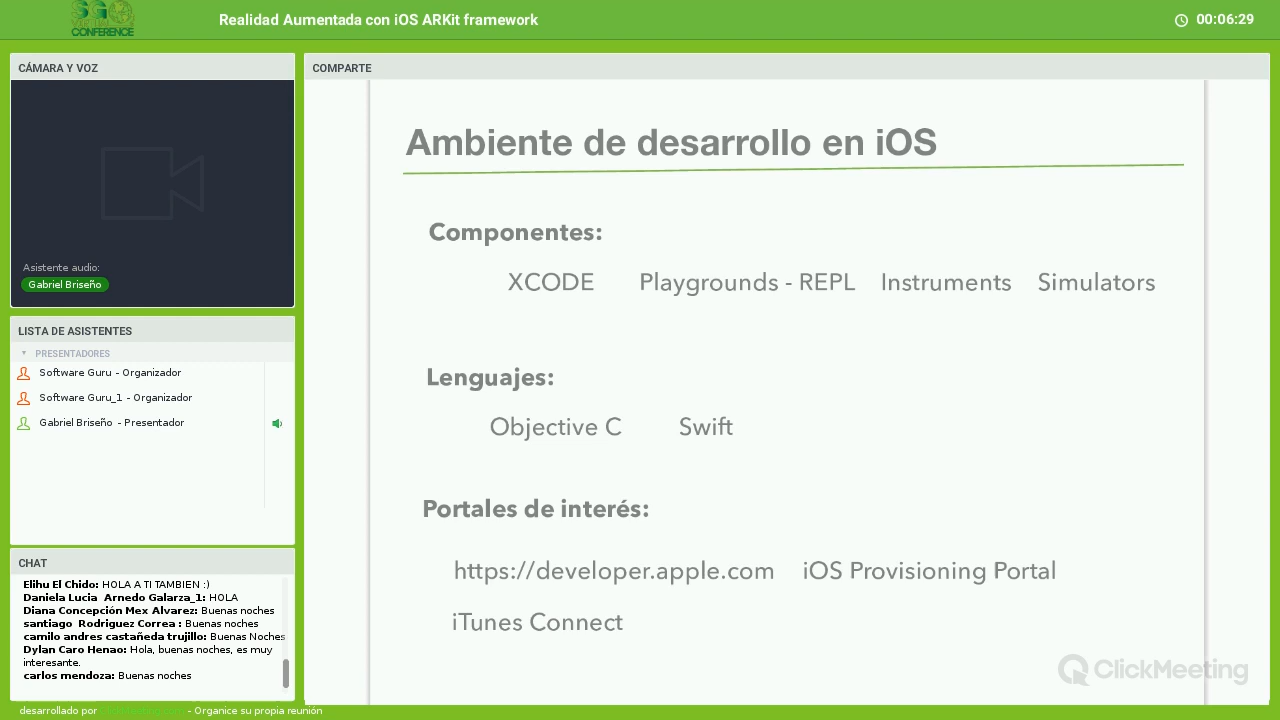 SG VIRTUAL
CONFERENCE
Realidad Aumentada con iOS ARKit framework
00:06:29
CÁMARA Y VOZ
Asistente audio:
Gabriel Briseño
LISTA DE ASISTENTES
PRESENTADORES
Software Guru - Organizador
Software Guru_1 - Organizador
Gabriel Briseño - Presentador
CHAT
Elihu El Chido: HOLA A TI TAMBIEN :)
Daniela Lucia Arnedo Galarza_1: HOLA
Diana Concepción Mex Alvarez: Buenas noches
santiago Rodriguez Correa : Buenas noches
camilo andres castañeda trujillo: Buenas Noches
Dylan Caro Henao: Hola, buenas noches, es muy
interesante.
carlos mendoza: Buenas noches
desarrollado por - Organice su propia reunión
COMPARTE
Ambiente de desarrollo en iOS
Componentes:
XCODE Playgrounds - REPL Instruments Simulators
Lenguajes:
Objective C Swift
Portales de interés:
https://developer.apple.com iOS Provisioning Portal
iTunes Connect
ClickMeeting